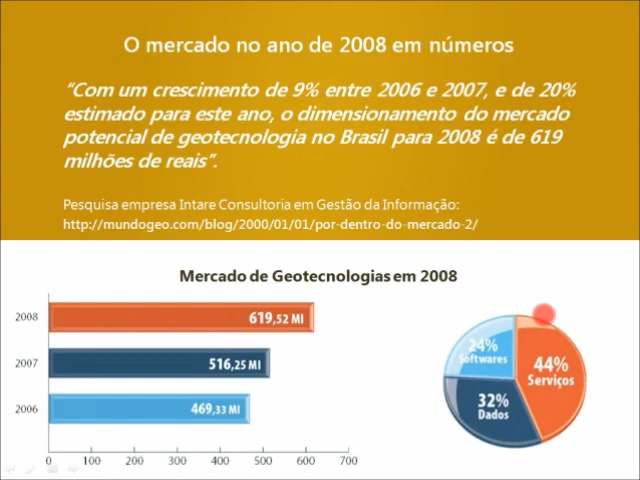 O mercado no ano de 2008 em números
“Com um crescimento de 9% entre 2006 e 2007, e de 20%
estimado para este ano, o dimensionamento do mercado
potencial de geotecnologia no Brasil para 2008 é de 619
milhões de reais”.
Pesquisa empresa Intare Consultoria em Gestão da Informação:
http://mundogeo.com/blog/2000/01/01/por-dentro-do-mercado-2/
Mercado de Geotecnologias em 2008
2008
619,52 MI
2007
516,25 MI
2006
469,33 MI
0 100 200 300 400 500 600 700
24%
Softwares
44%
Serviços
32%
Dados